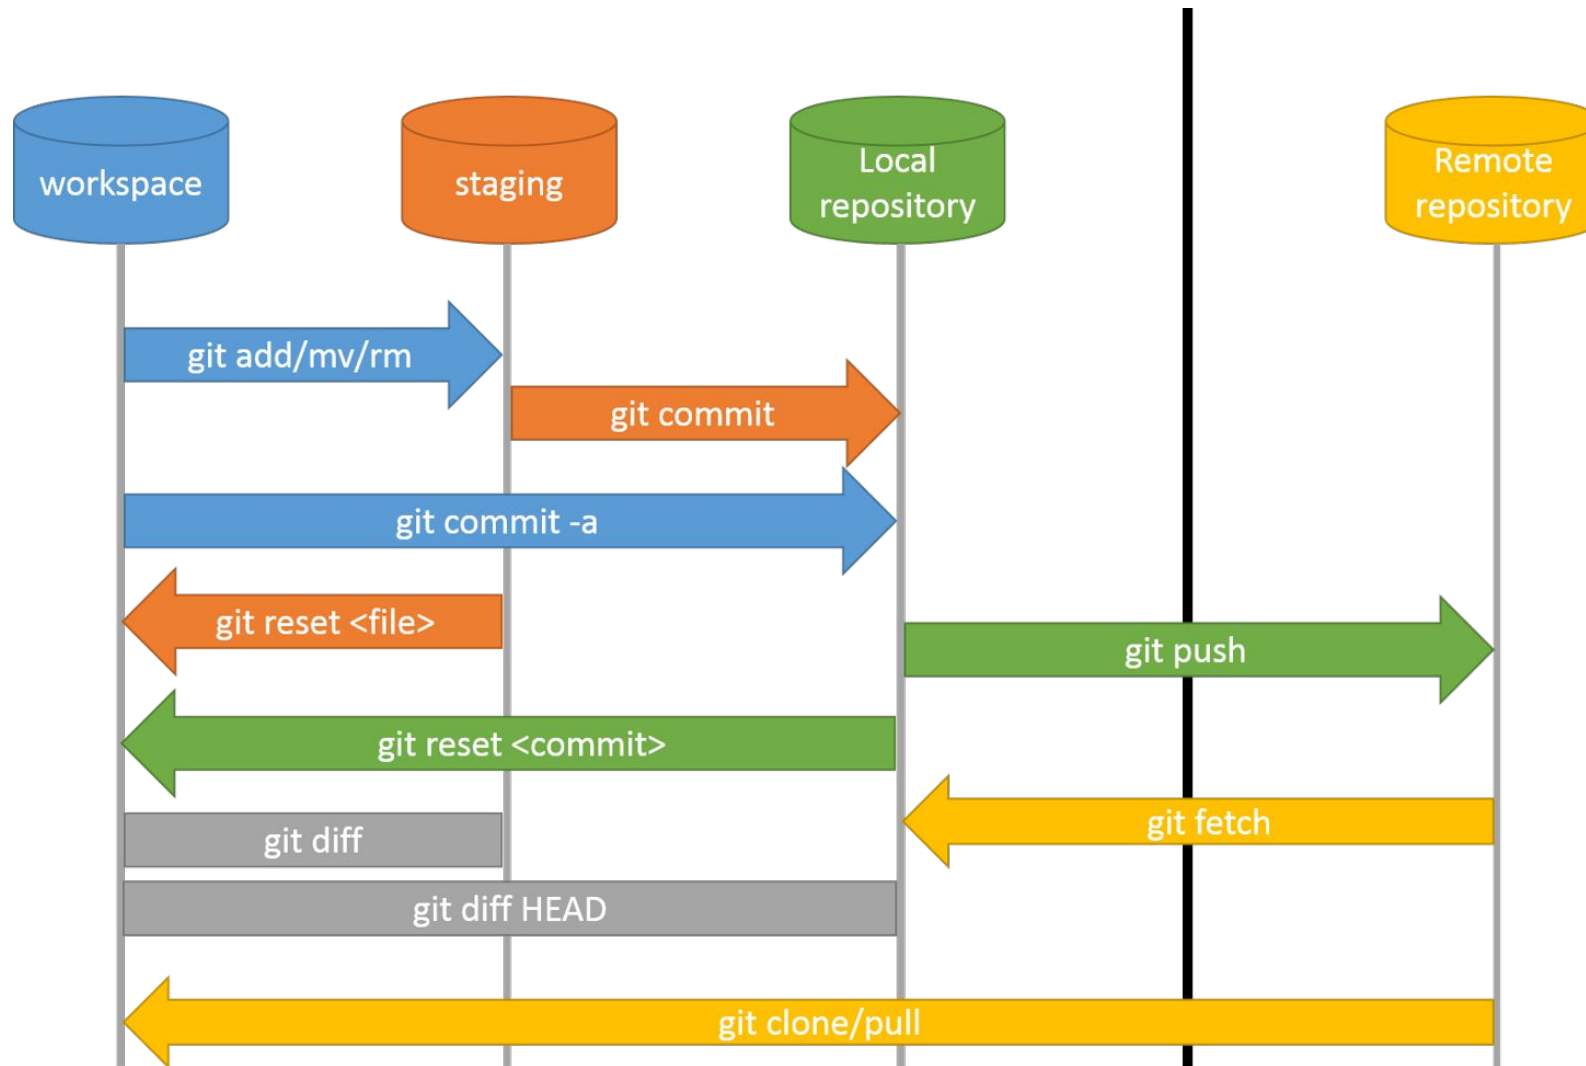 workspace
staging
Local
repository
Remote
repository
git add/mv/rm
git commit
git commit -a
git reset <file>
git push
git reset <commit>
git fetch
git diff
git diff HEAD
git clone/pull